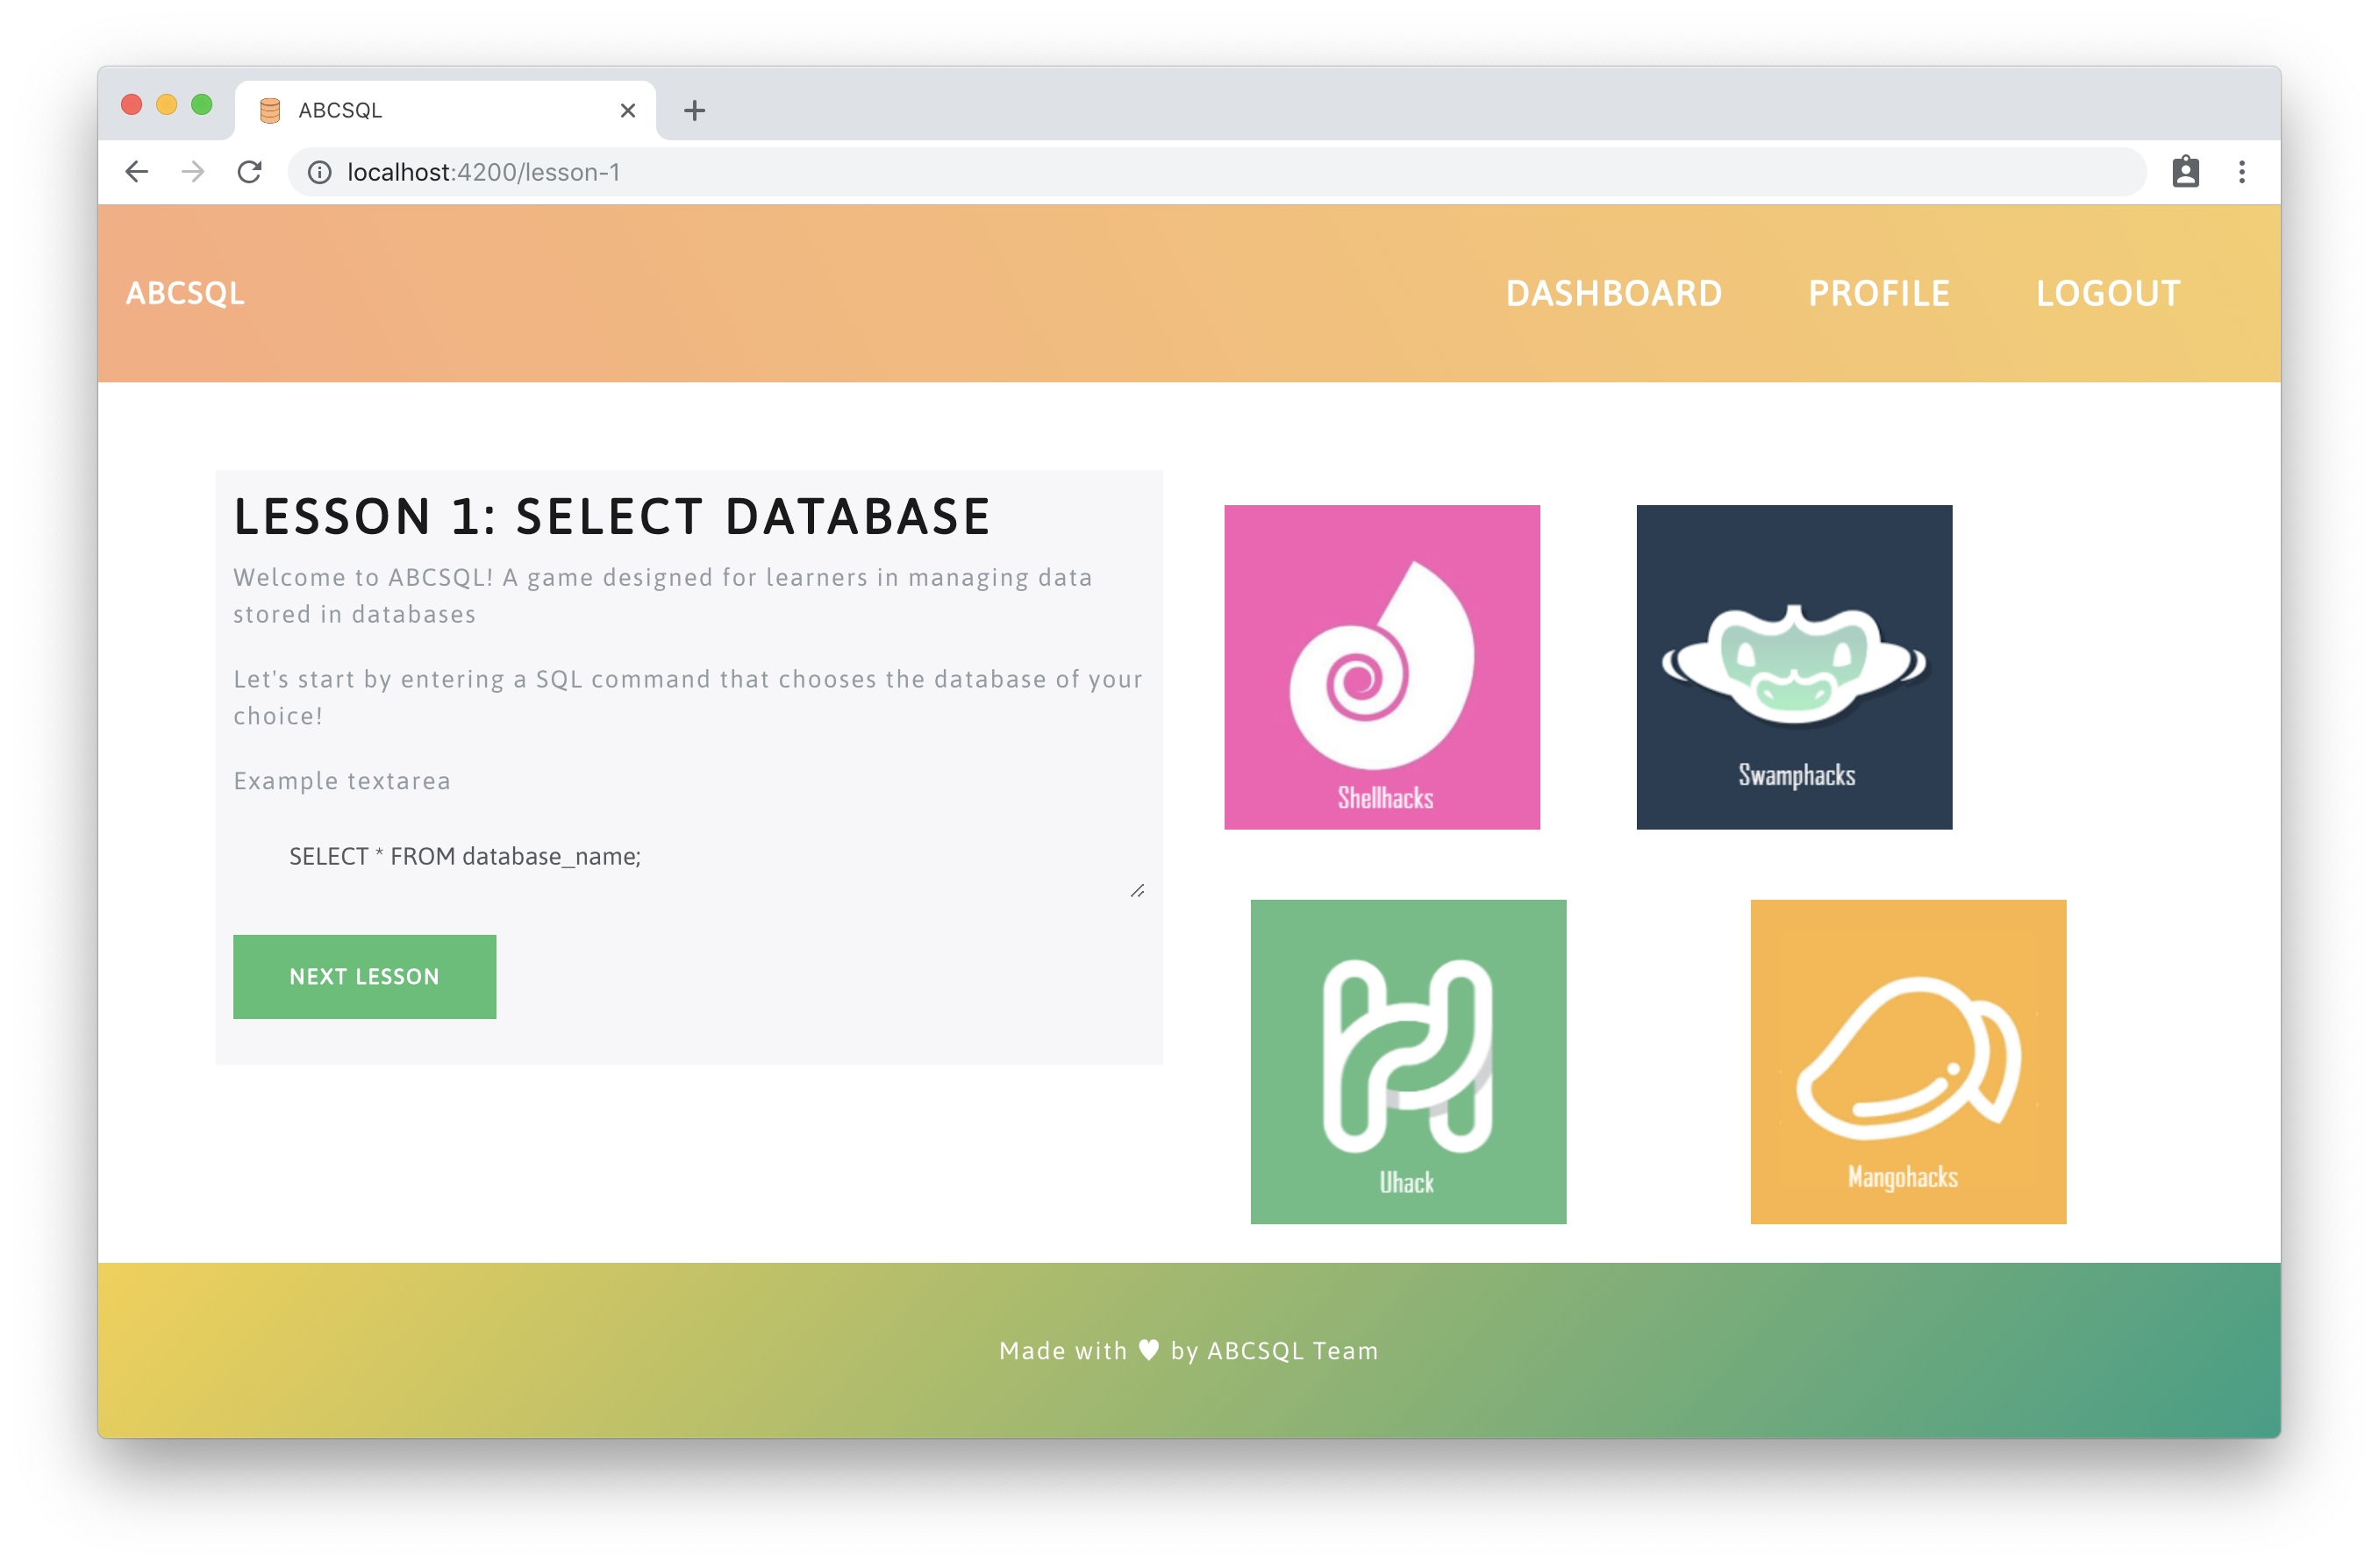 ABCSQL
localhost:4200/lesson-1
ABCSQL
DASHBOARD
PROFILE
LOGOUT
LESSON 1: SELECT DATABASE
Welcome to ABCSQL! A game designed for learners in managing data
stored in databases
Let's start by entering a SQL command that chooses the database of your
choice!
Example textarea
SELECT * FROM database_name;
NEXT LESSON
Shellhacks
Swamphacks
Uhack
Mangohacks
Made with ♥ by ABCSQL Team